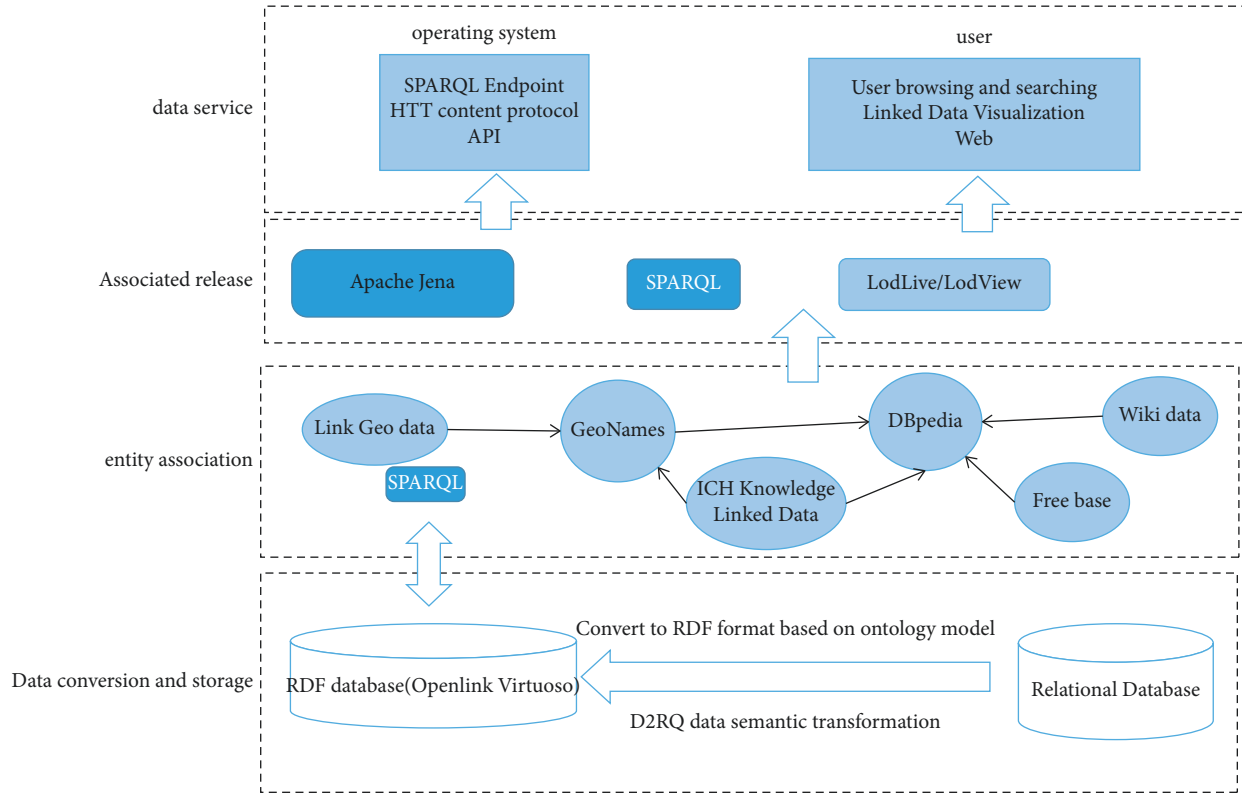 operating system
user
data service
SPARQL Endpoint
HTT content protocol
API
User browsing and searching
Linked Data Visualization
Web
Associated release
Apache Jena
SPARQL
LodLive/LodView
entity association
Link Geo data
SPARQL
GeoNames
ICH Knowledge
Linked Data
DBpedia
Wiki data
Free base
Data conversion and storage
RDF database(Openlink Virtuoso)
Convert to RDF format based on ontology model
D2RQ data semantic transformation
Relational Database